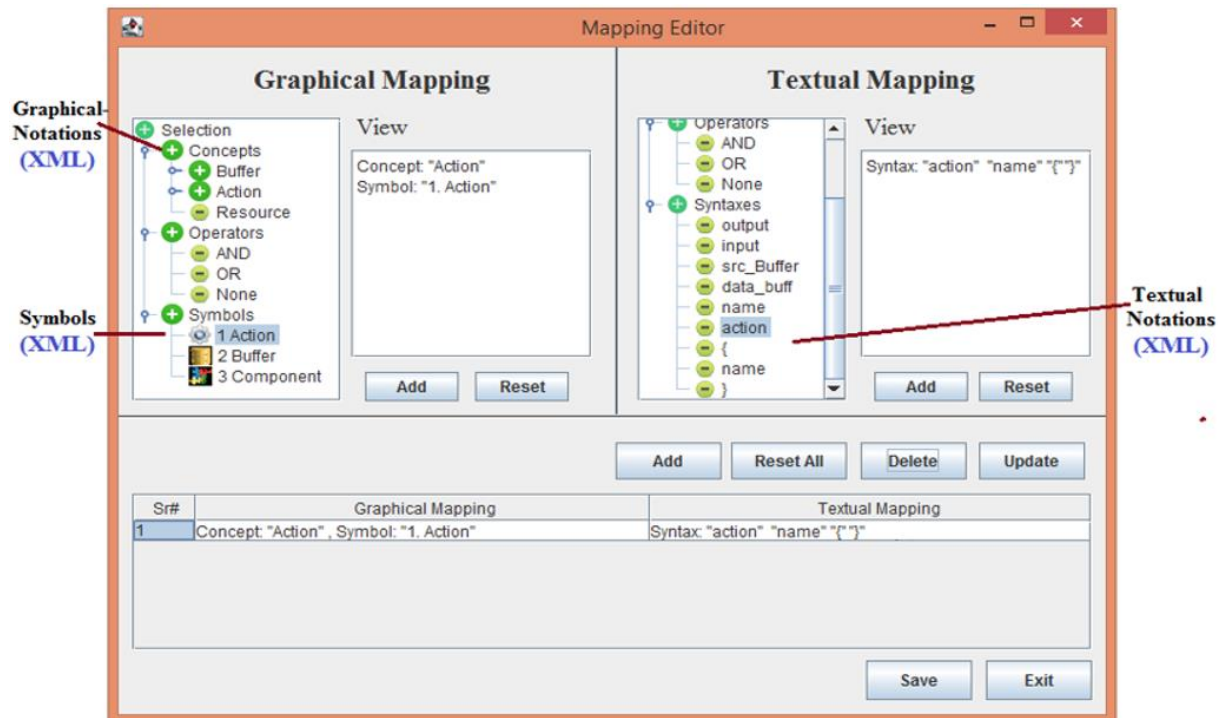 Mapping Editor
Graphical Mapping
Textual Mapping
Graphical-
Notations
(XML)
Symbols
(XML)
Selection
Concepts
Buffer
Action
Resource
Operators
AND
OR
None
Symbols
1 Action
2 Buffer
3 Component
View
Concept: "Action"
Symbol: "1. Action"
Add
Reset
Operators
AND
OR
None
Syntaxes
output
input
src_Buffer
data_buff
name
action
{
name
}
View
Syntax: "action" "name" "{""}"
Add
Reset
Textual
Notations
(XML)
Add
Reset All
Delete
Update
Sr#
Graphical Mapping
Textual Mapping
1
Concept: "Action" , Symbol: "1. Action"
Syntax: "action" "name" "{" "}"
Save
Exit